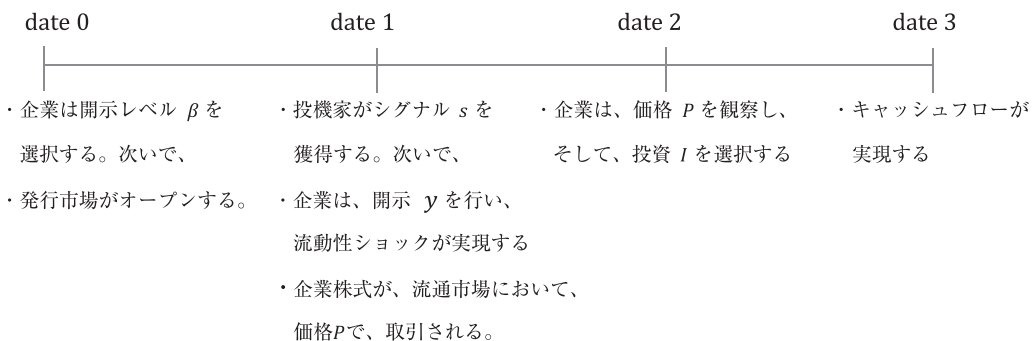 date 0
date 1
date 2
date 3
・企業は開示レベル β を
選択する。次いで、
・発行市場がオープンする。
・投機家がシグナル s を
獲得する。次いで、
・企業は、開示 y を行い、
流動性ショックが実現する
・企業株式が、流通市場において、
価格Pで、取引される。
・企業は、価格 P を観察し、
そして、投資 I を選択する
・キャッシュフローが
実現する